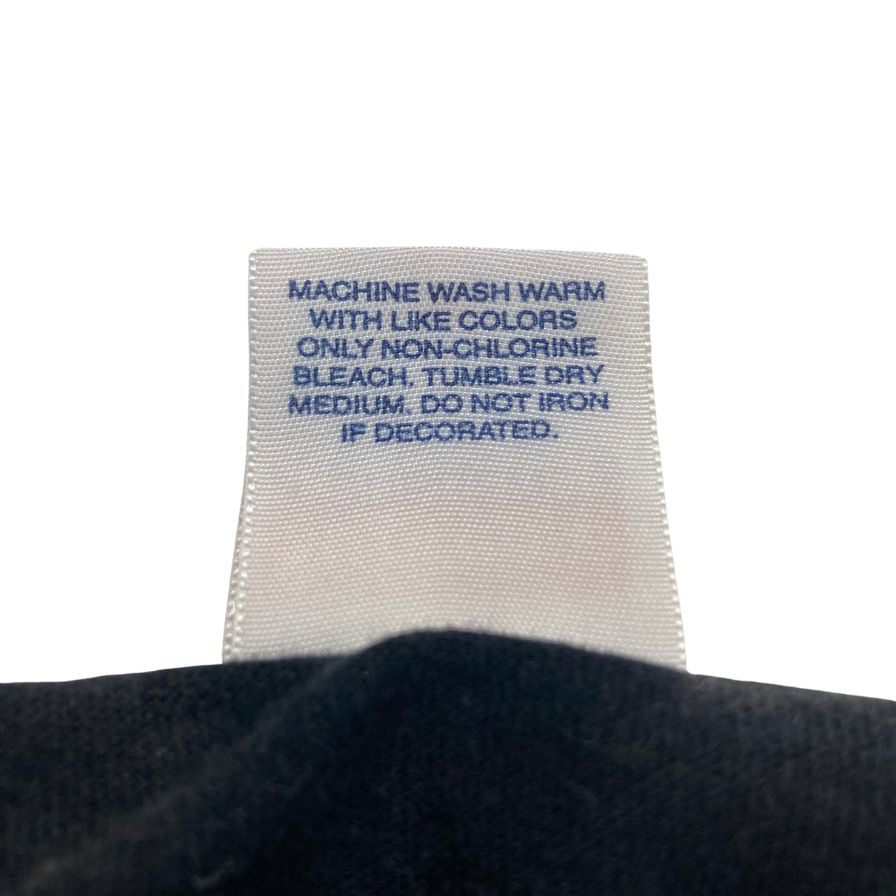 MACHINE WASH WARM
WITH LIKE COLORS
ONLY NON-CHLORINE
BLEACH. TUMBLE DRY
MEDIUM. DO NOT IRON
IF DECORATED.